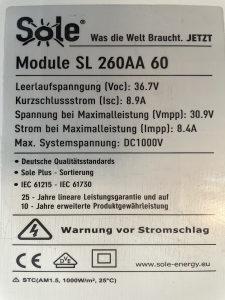 Sole Was die Welt Braucht. JETZT
Module SL 260AA 60
Leerlaufspanngung (Voc): 36.7V
Kurzschlussstrom (Isc): 8.9A
Spannung bei Maximalleistung (Vmpp): 30.9V
Strom bei Maximalleistung (Impp): 8.4A
Max. Systemspannung: DC1000V
• Deutsche Qualitätsstandards
• Sole Plus - Sortierung
• IEC 61215 - IEC 61730
25 - Jahre lineare Leistungsgarantie und auf
10 - Jahre erweiterte Produktgewährleistung
Warnung vor Stromschlag
CE DVE www.sole-energy.eu
STC(AM1.5, 1000W/m², 25°C)